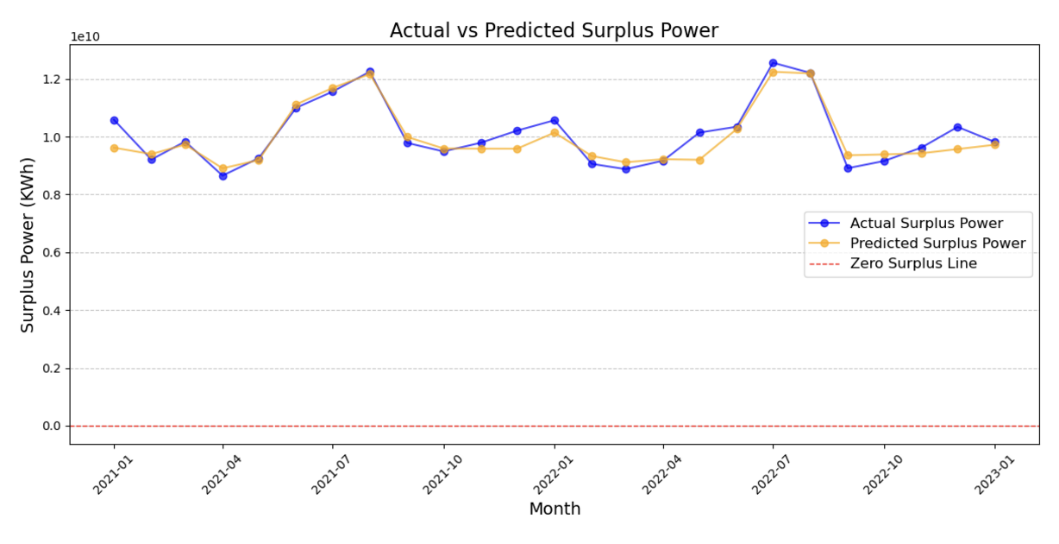 Actual vs Predicted Surplus Power
1e10
1.2
1.0
0.8
0.6
0.4
0.2
0.0
Surplus Power (KWh)
Actual Surplus Power
Predicted Surplus Power
Zero Surplus Line
2021-01
2021-04
2021-07
2021-10
2022-01
2022-04
2022-07
2022-10
2023-01
Month